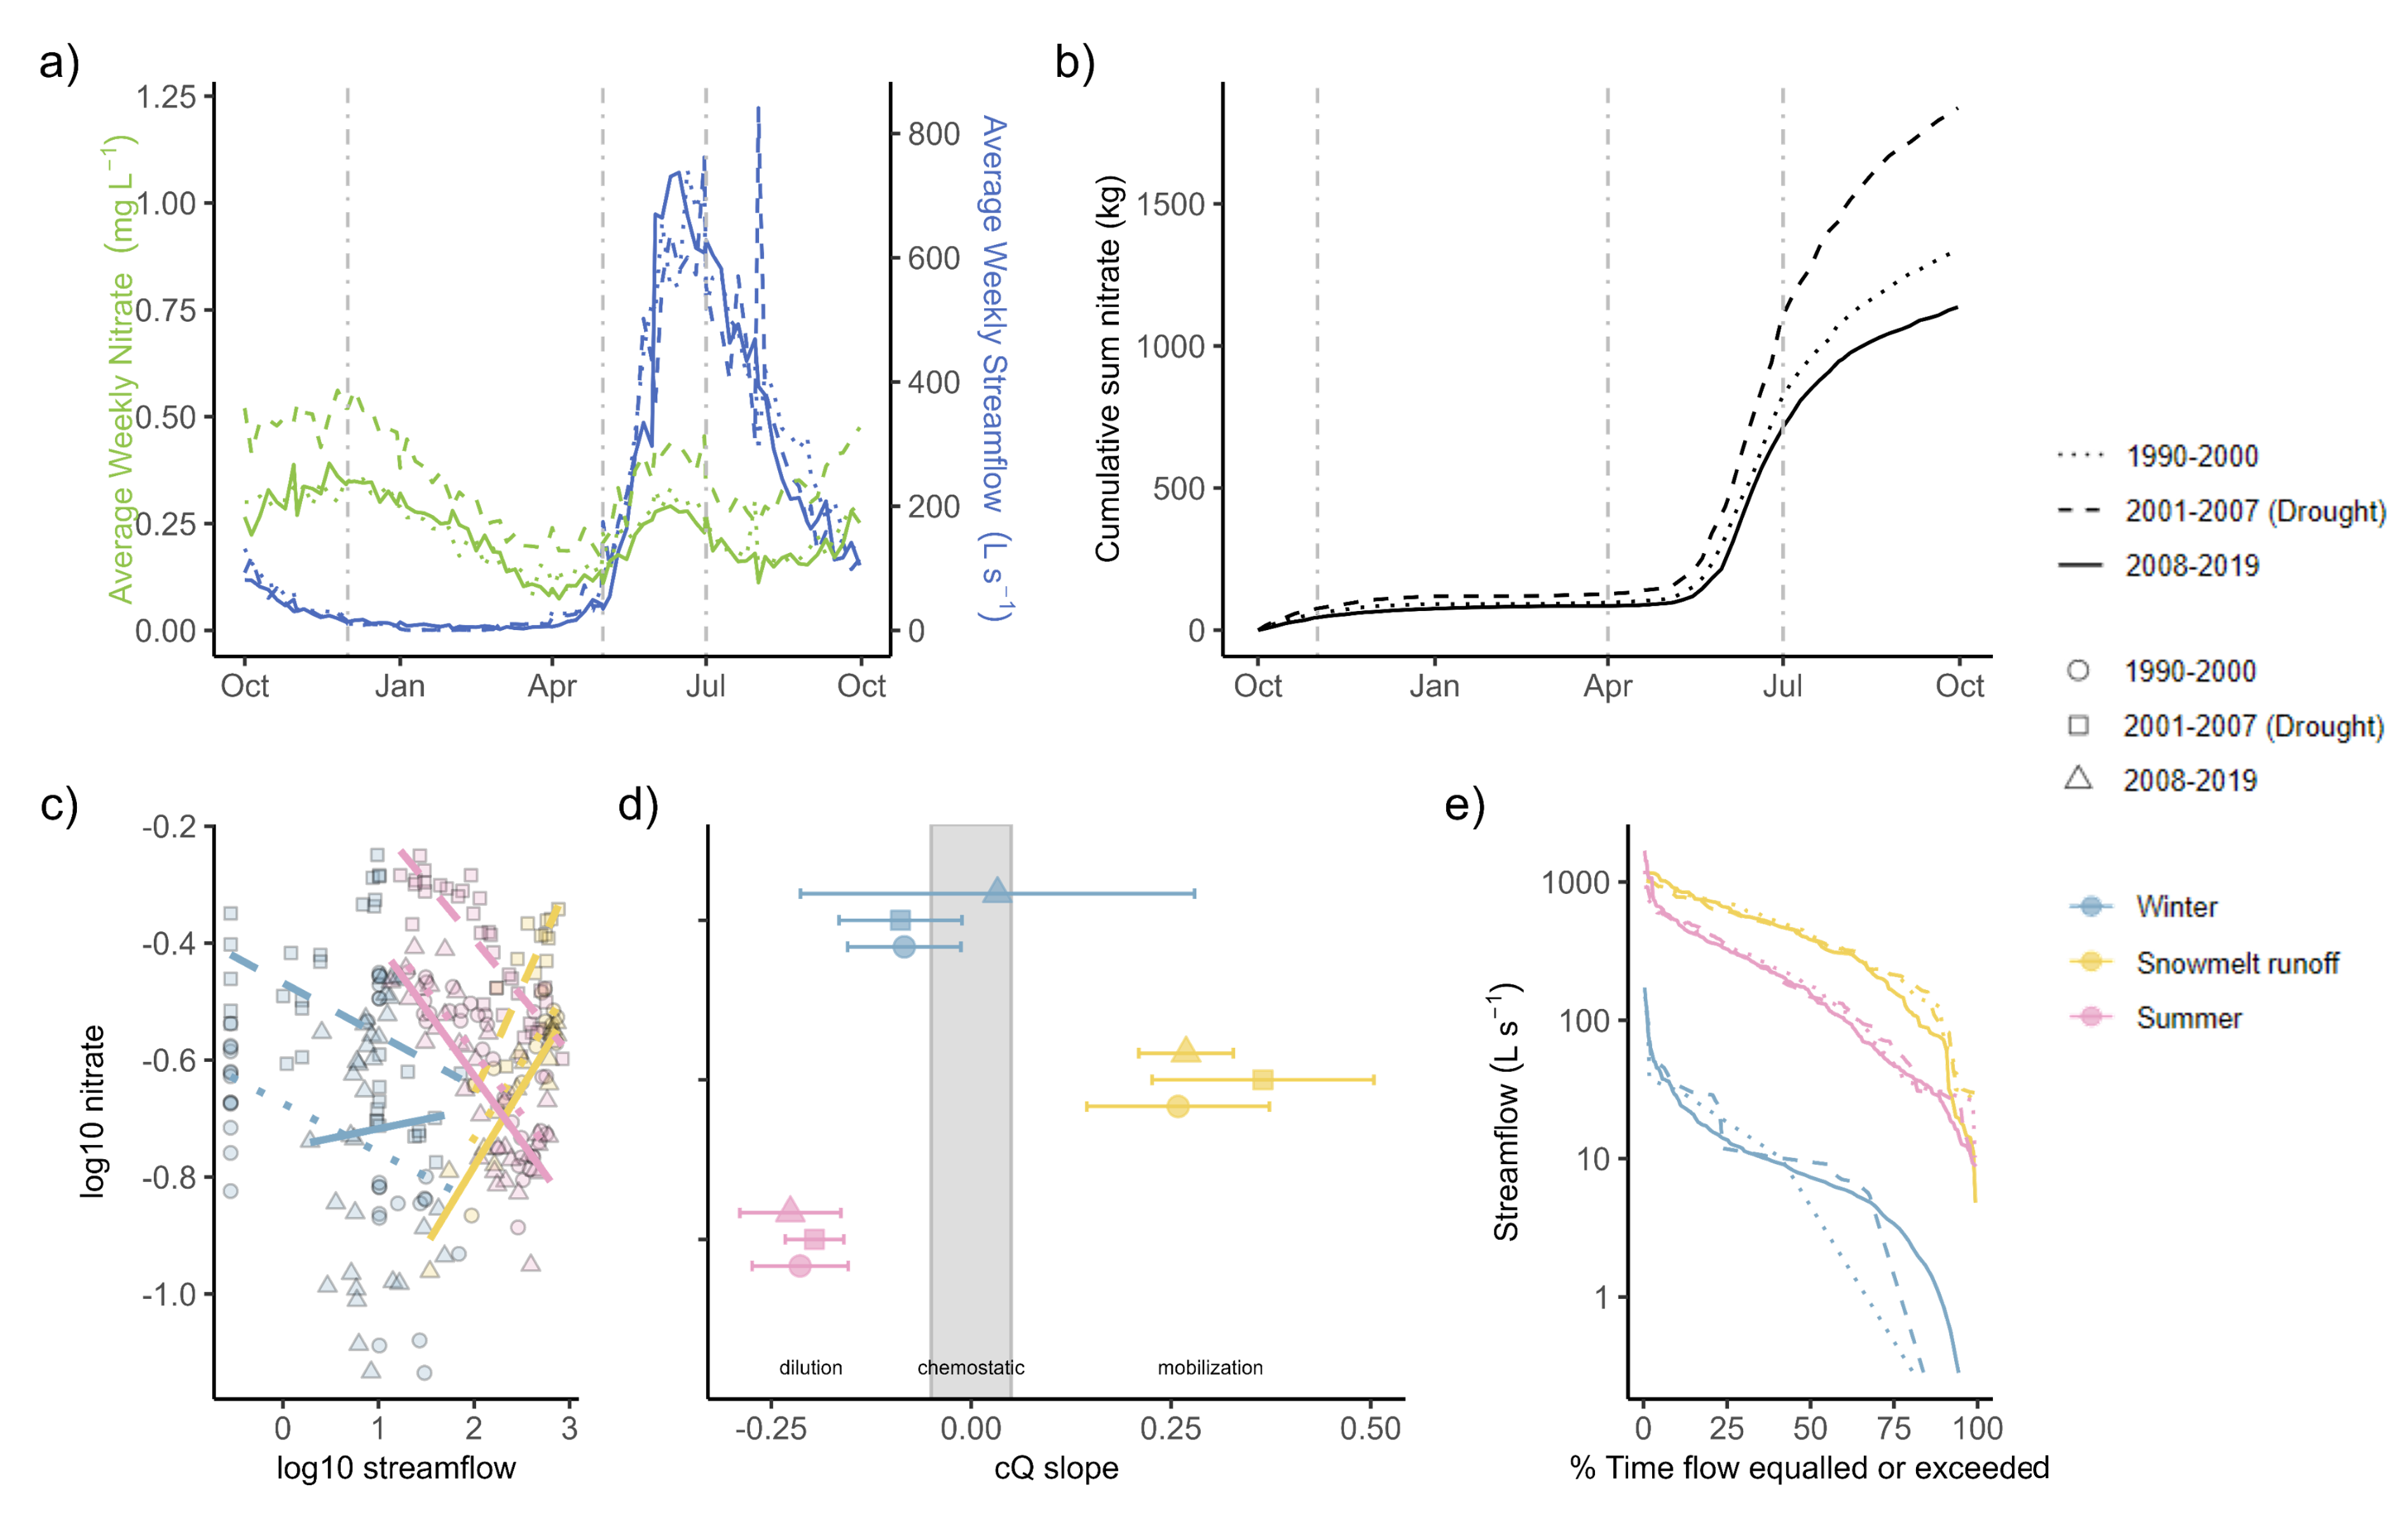 a)
1.25
1.00
0.75
0.50
0.25
0.00
Average Weekly Nitrate (mg L⁻¹)
800
600
400
200
0
Average Weekly Streamflow (L s⁻¹)
Oct
Jan
Apr
Jul
Oct
b)
1500
1000
500
0
Cumulative sum nitrate (kg)
Oct
Jan
Apr
Jul
Oct
1990-2000
2001-2007 (Drought)
2008-2019
1990-2000
2001-2007 (Drought)
2008-2019
Winter
Snowmelt runoff
Summer
c)
-0.2
-0.4
-0.6
-0.8
-1.0
log10 nitrate
0
1
2
3
log10 streamflow
d)
dilution
chemostatic
mobilization
-0.25
0.00
0.25
0.50
cQ slope
e)
1000
100
10
1
Streamflow (L s⁻¹)
0
25
50
75
100
% Time flow equalled or exceeded